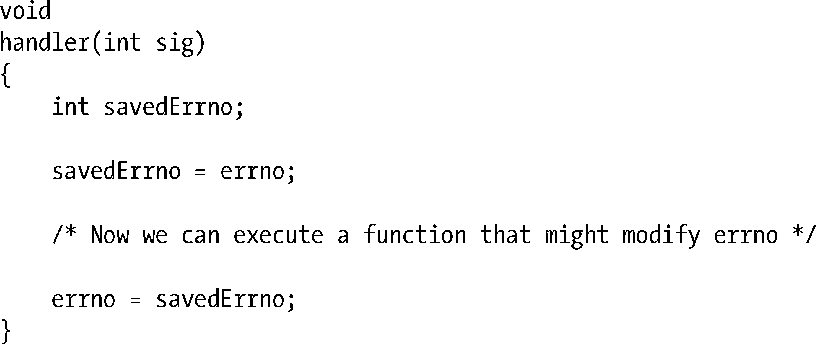 void
handler(int sig)
{
    int savedErrno;
    savedErrno = errno;
    /* Now we can execute a function that might modify errno */
    errno = savedErrno;
}